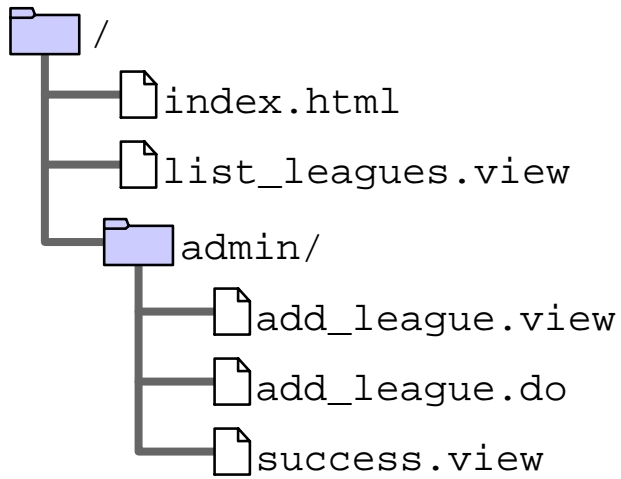 /
index.html
list_leagues.view
admin/
add_league.view
add_league.do
success.view